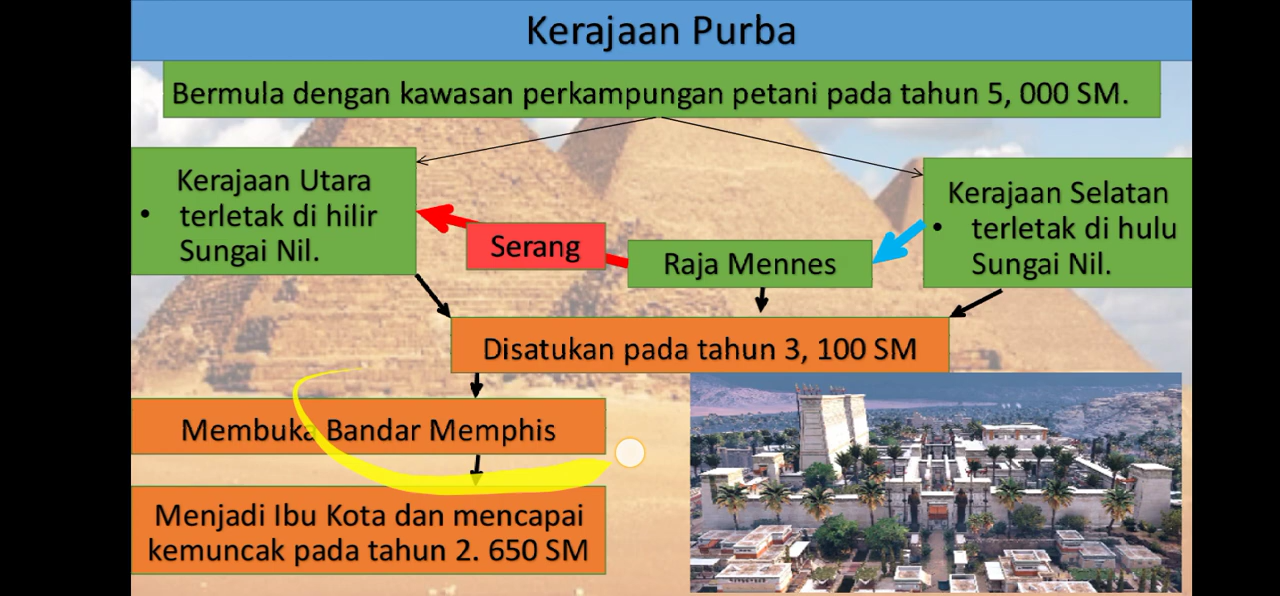 Kerajaan Purba
Bermula dengan kawasan perkampungan petani pada tahun 5, 000 SM.
Kerajaan Utara
• terletak di hilir
Sungai Nil.
Kerajaan Selatan
• terletak di hulu
Sungai Nil.
Serang
Raja Mennes
Disatukan pada tahun 3, 100 SM
Membuka Bandar Memphis
Menjadi Ibu Kota dan mencapai
kemuncak pada tahun 2. 650 SM